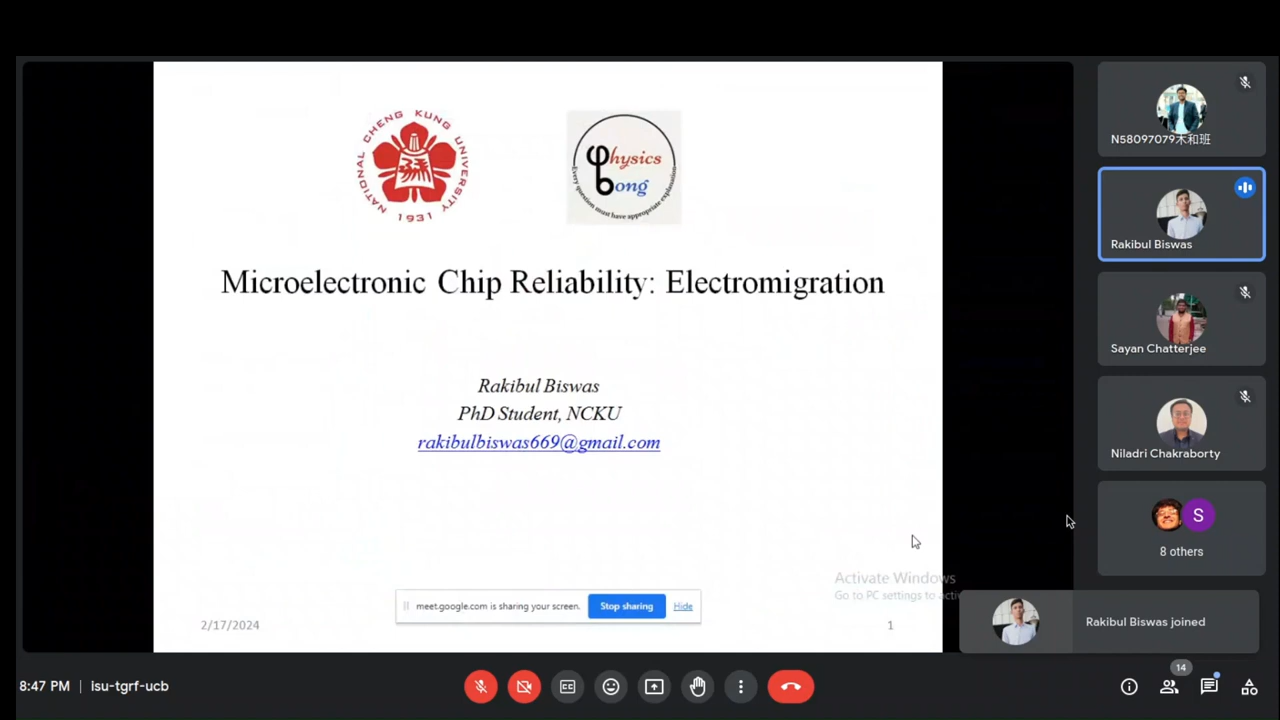 NATIONAL CHENG KUNG UNIVERSITY
1931
Physics
bong
Every question must have appropriate explanation
Microelectronic Chip Reliability: Electromigration
Rakibul Biswas
PhD Student, NCKU
rakibulbiswas669@gmail.com
Activate Windows
Go to PC settings to activ
meet.google.com is sharing your screen.
Stop sharing
Hide
2/17/2024
1
N58097079木和班
Rakibul Biswas
Sayan Chatterjee
Niladri Chakraborty
S
8 others
Rakibul Biswas joined
8:47 PM | isu-tgrf-ucb
CC
14